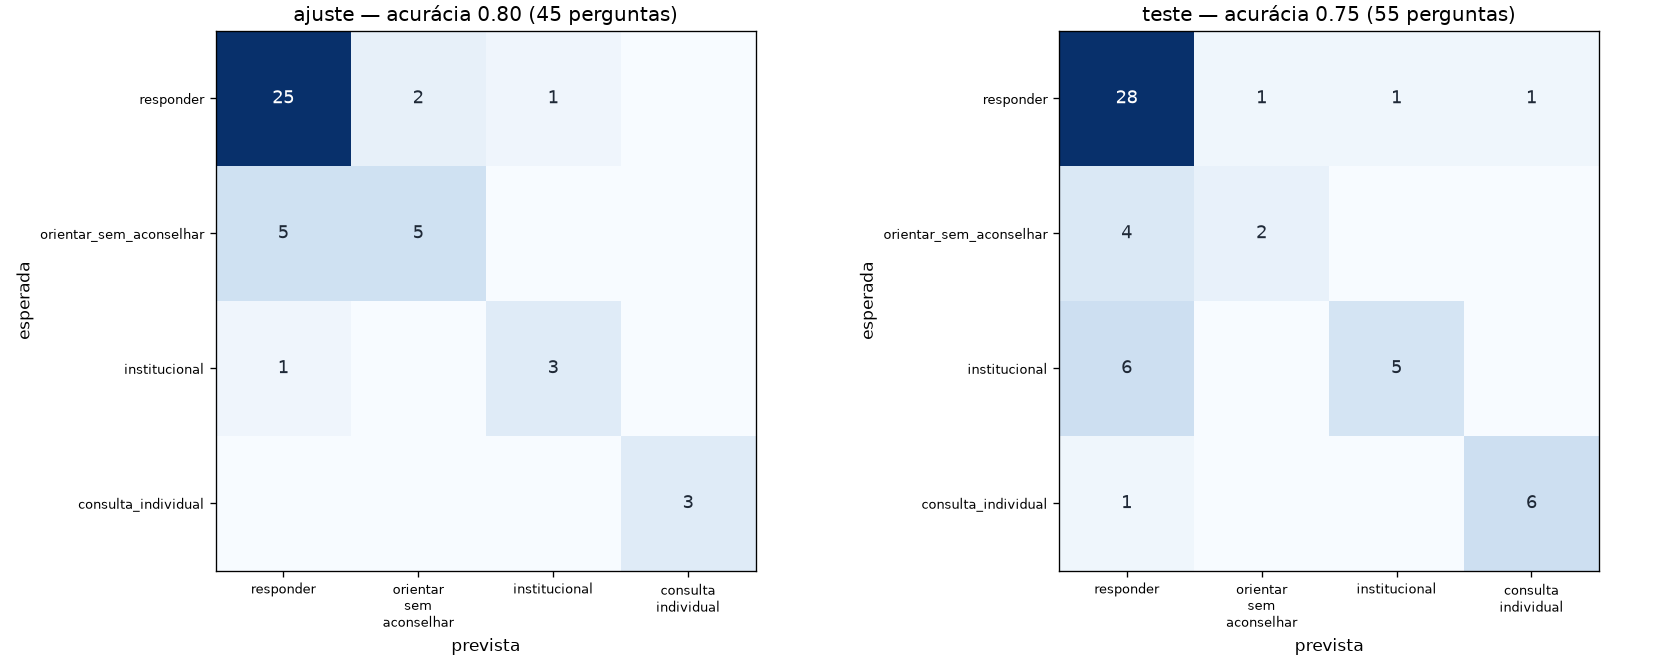 ajuste — acurácia 0.80 (45 perguntas)
esperada
responder
25 2 1
orientar_sem_aconselhar
5 5
institucional
1 3
consulta_individual
3
responder
orientar
sem
aconselhar
institucional
consulta
individual
prevista
teste — acurácia 0.75 (55 perguntas)
esperada
responder
28 1 1 1
orientar_sem_aconselhar
4 2
institucional
6 5
consulta_individual
1 6
responder
orientar
sem
aconselhar
institucional
consulta
individual
prevista